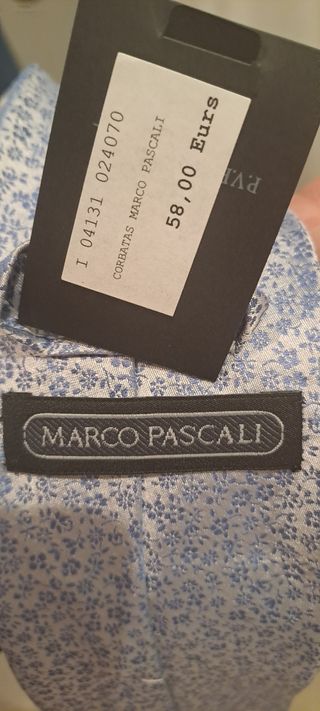 I 04131 024070
CORBATAS MARCO PASCALI
58,00 Eurs
MARCO PASCALI